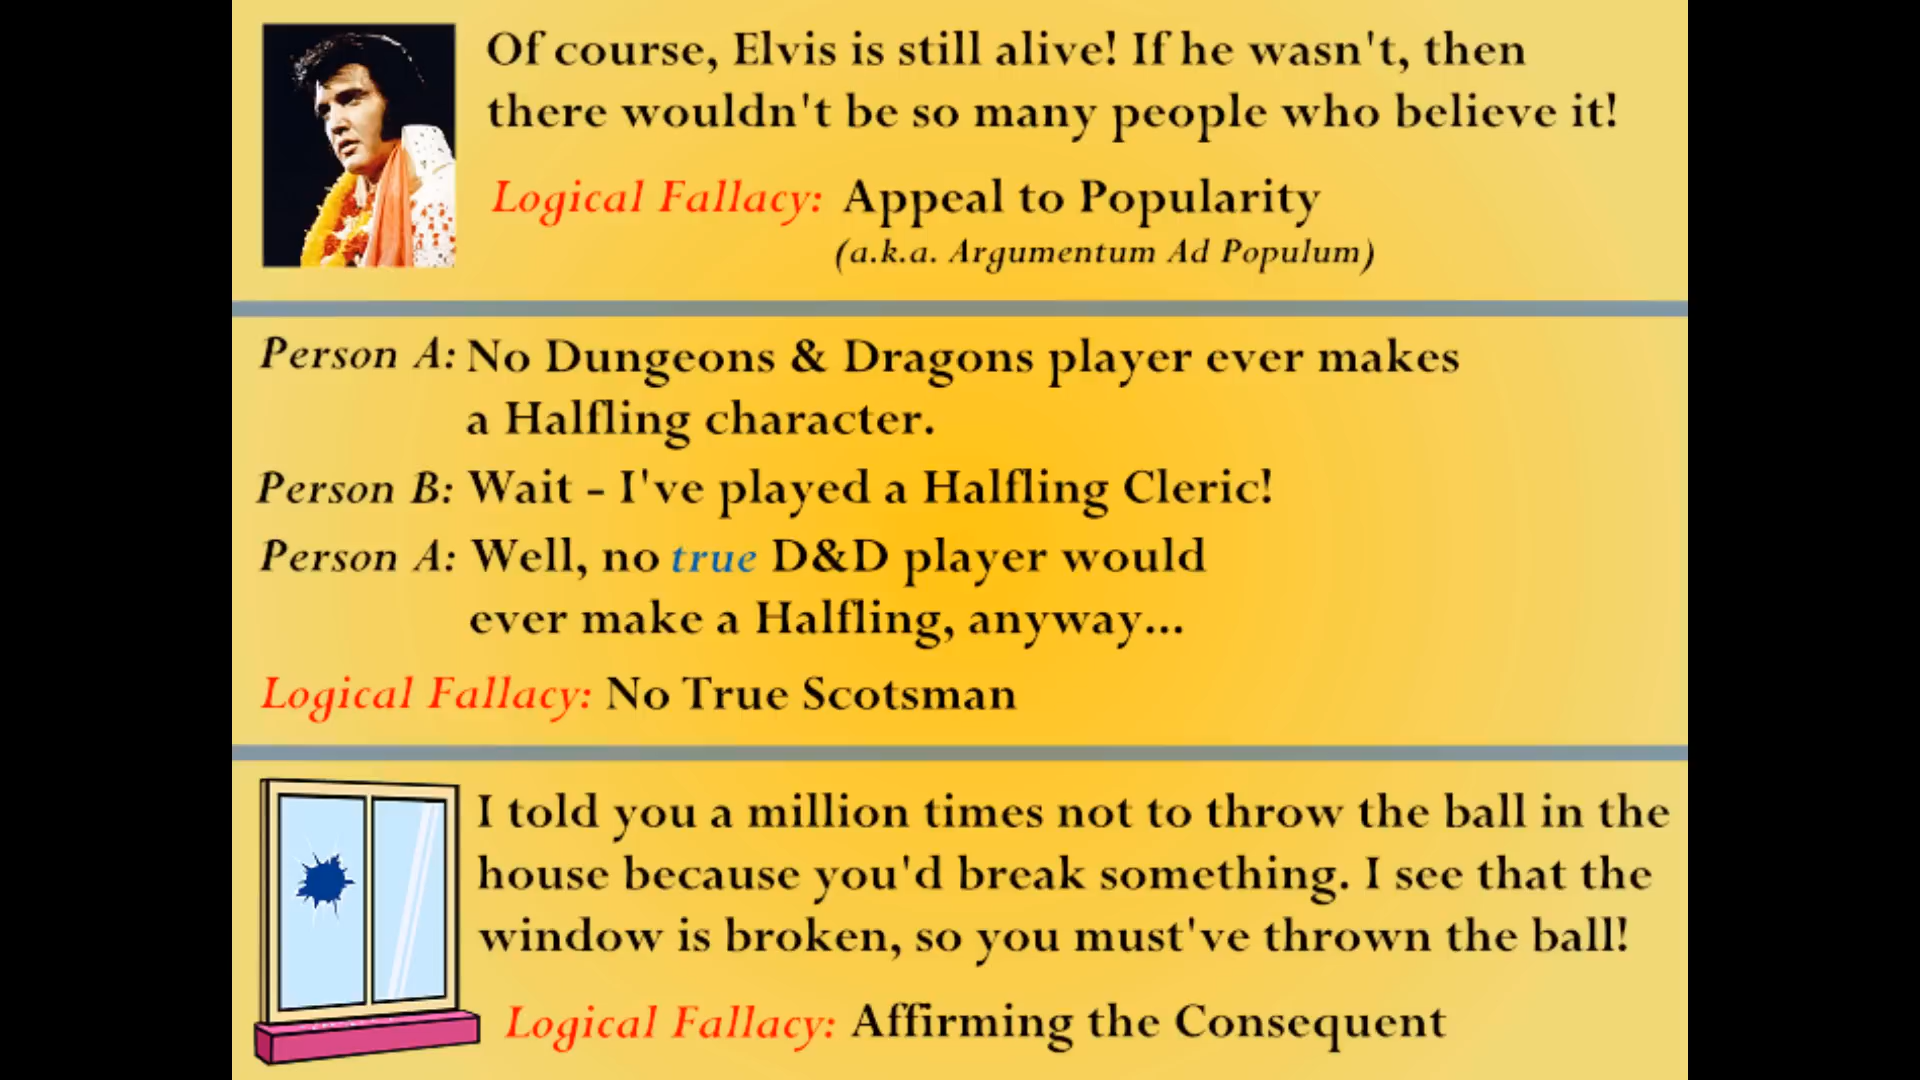 Of course, Elvis is still alive! If he wasn't, then
there wouldn't be so many people who believe it!
Logical Fallacy: Appeal to Popularity
(a.k.a. Argumentum Ad Populum)
Person A: No Dungeons & Dragons player ever makes
a Halfling character.
Person B: Wait - I've played a Halfling Cleric!
Person A: Well, no true D&D player would
ever make a Halfling, anyway...
Logical Fallacy: No True Scotsman
I told you a million times not to throw the ball in the
house because you'd break something. I see that the
window is broken, so you must've thrown the ball!
Logical Fallacy: Affirming the Consequent